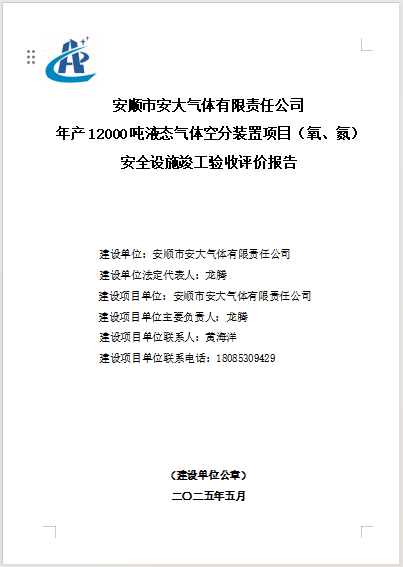 安顺市安大气体有限责任公司
年产12000吨液态气体空分装置项目（氧、氮）
安全设施竣工验收评价报告
建设单位：安顺市安大气体有限责任公司
建设单位法定代表人：龙腾
建设项目单位：安顺市安大气体有限责任公司
建设项目单位主要负责人：龙腾
建设项目单位联系人：黄海洋
建设项目单位联系电话：18085309429
（建设单位公章）
二〇二五年五月